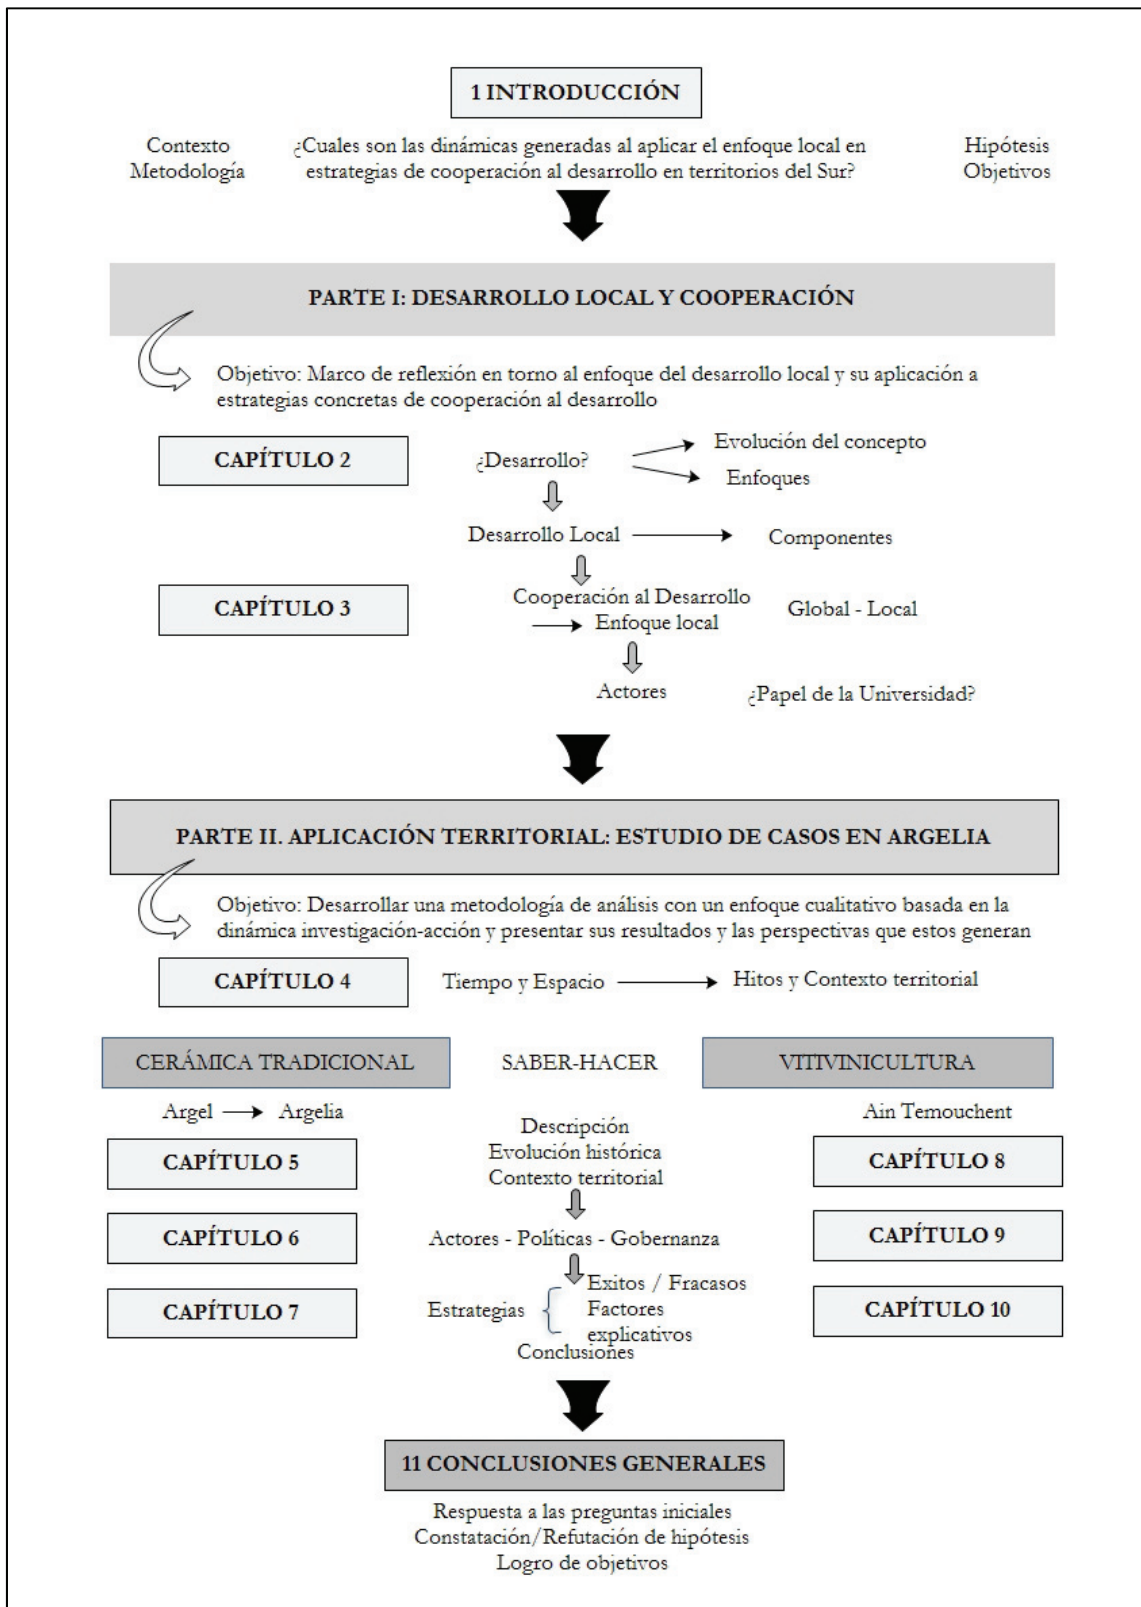 1 INTRODUCCIÓN
Contexto
Metodología
¿Cuales son las dinámicas generadas al aplicar el enfoque local en
estrategias de cooperación al desarrollo en territorios del Sur?
Hipótesis
Objetivos
PARTE I: DESARROLLO LOCAL Y COOPERACIÓN
Objetivo: Marco de reflexión en torno al enfoque del desarrollo local y su aplicación a
estrategias concretas de cooperación al desarrollo
CAPÍTULO 2
¿Desarrollo?
Evolución del concepto
Enfoques
Desarrollo Local
Componentes
CAPÍTULO 3
Cooperación al Desarrollo
Enfoque local
Global - Local
Actores
¿Papel de la Universidad?
PARTE II. APLICACIÓN TERRITORIAL: ESTUDIO DE CASOS EN ARGELIA
Objetivo: Desarrollar una metodología de análisis con un enfoque cualitativo basada en la
dinámica investigación-acción y presentar sus resultados y las perspectivas que estos generan
CAPÍTULO 4
Tiempo y Espacio
Hitos y Contexto territorial
CERÁMICA TRADICIONAL
SABER-HACER
VITIVINICULTURA
Argel
Argelia
Ain Temouchent
Descripción
Evolución histórica
Contexto territorial
CAPÍTULO 5
CAPÍTULO 8
CAPÍTULO 6
Actores - Políticas - Gobernanza
CAPÍTULO 9
CAPÍTULO 7
Estrategias
Exitos / Fracasos
Factores
explicativos
Conclusiones
CAPÍTULO 10
11 CONCLUSIONES GENERALES
Respuesta a las preguntas iniciales
Constatación/Refutación de hipótesis
Logro de objetivos